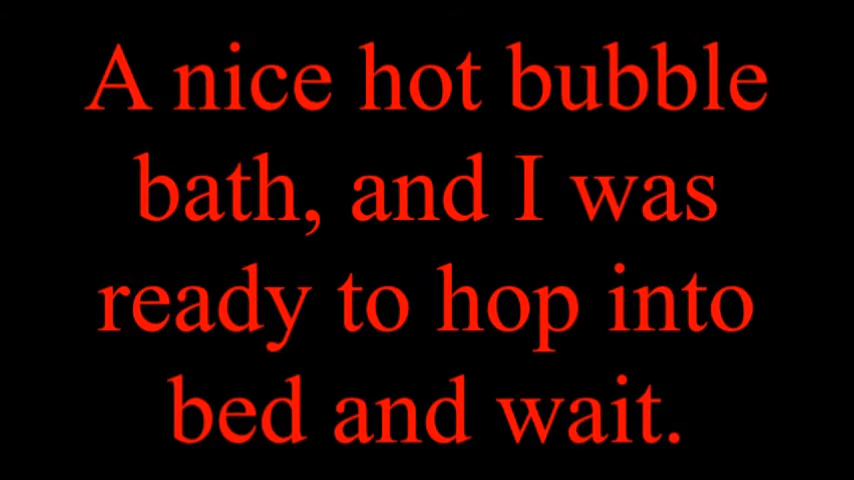 A nice hot bubble
bath, and I was
ready to hop into
bed and wait.